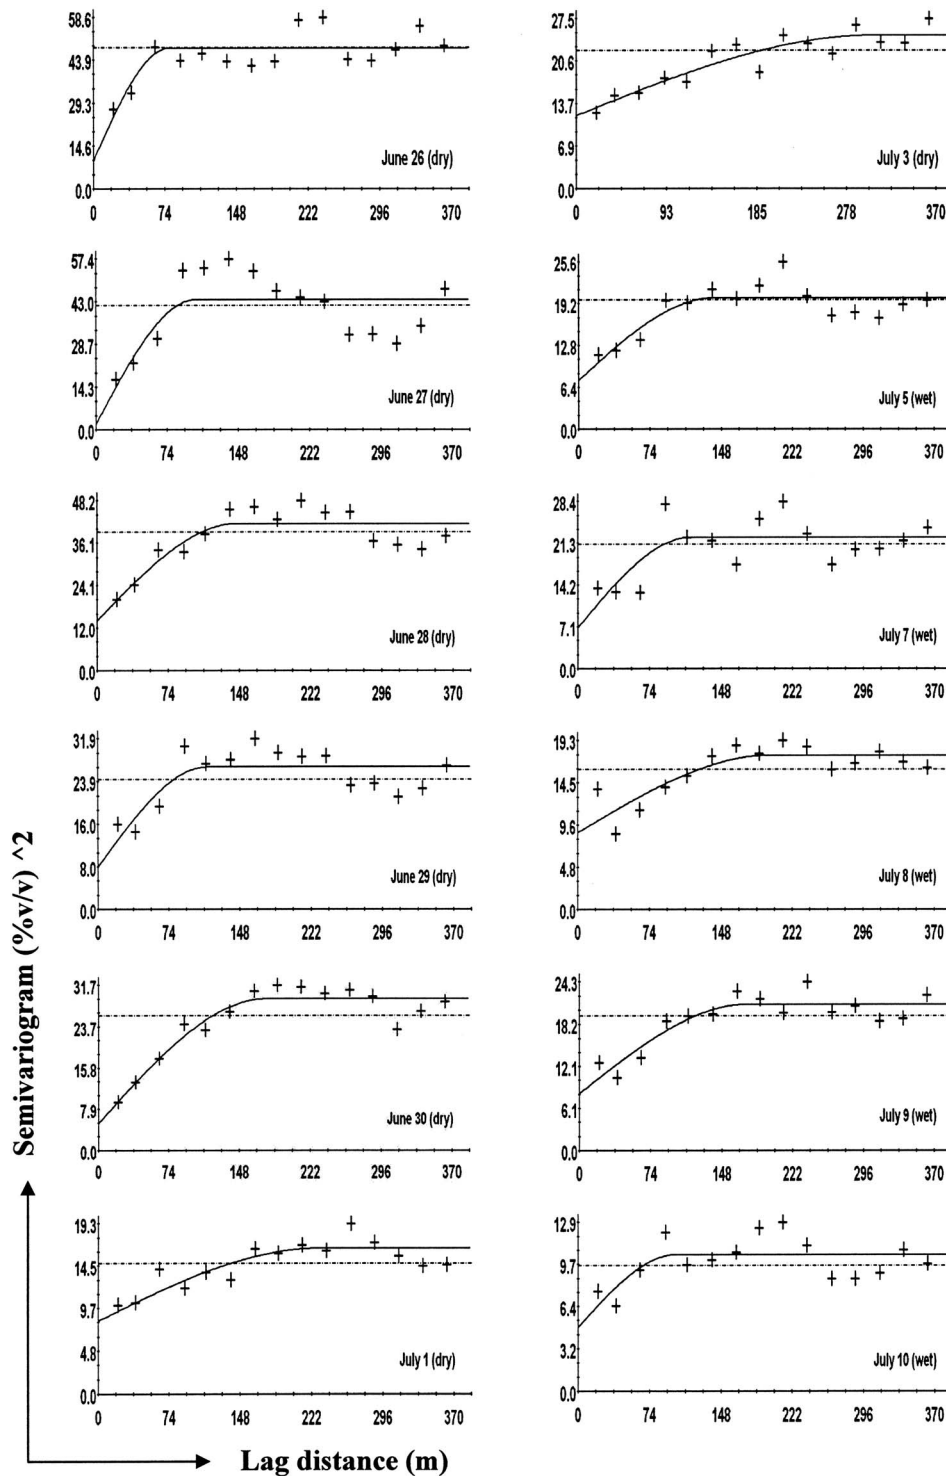 58.6
43.9
29.3
14.6
0.0
June 26 (dry)
0 74 148 222 296 370
57.4
43.0
28.7
14.3
0.0
June 27 (dry)
0 74 148 222 296 370
48.2
36.1
24.1
12.0
0.0
June 28 (dry)
0 74 148 222 296 370
31.9
23.9
16.0
8.0
0.0
June 29 (dry)
0 74 148 222 296 370
31.7
23.7
15.8
7.9
0.0
June 30 (dry)
0 74 148 222 296 370
19.3
14.5
9.7
4.8
0.0
July 1 (dry)
0 74 148 222 296 370
27.5
20.6
13.7
6.9
0.0
July 3 (dry)
0 93 185 278 370
25.6
19.2
12.8
6.4
0.0
July 5 (wet)
0 74 148 222 296 370
28.4
21.3
14.2
7.1
0.0
July 7 (wet)
0 74 148 222 296 370
19.3
14.5
9.6
4.8
0.0
July 8 (wet)
0 74 148 222 296 370
24.3
18.2
12.1
6.1
0.0
July 9 (wet)
0 74 148 222 296 370
12.9
9.7
6.4
3.2
0.0
July 10 (wet)
0 74 148 222 296 370
Semivariogram (%v/v) ^2
Lag distance (m)